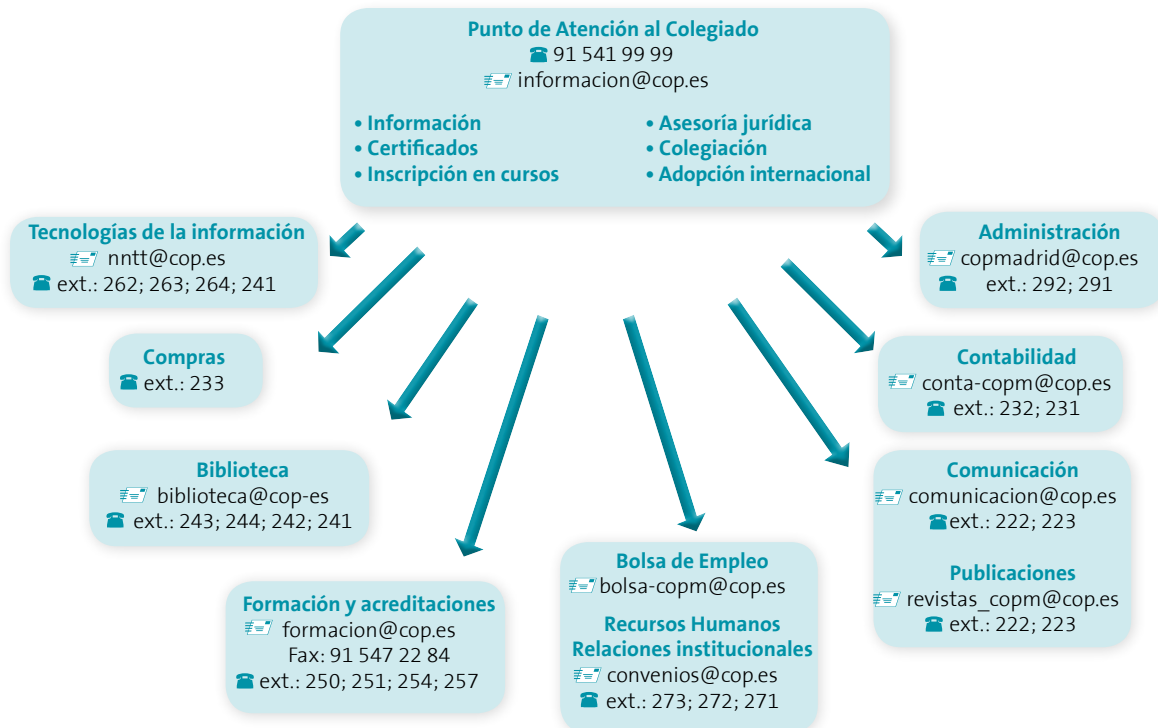 Punto de Atención al Colegiado
☎ 91 541 99 99
informacion@cop.es
• Información
• Certificados
• Inscripción en cursos
• Asesoría jurídica
• Colegiación
• Adopción internacional
Tecnologías de la información
nntt@cop.es
☎ ext.: 262; 263; 264; 241
Administración
copmadrid@cop.es
☎ ext.: 292; 291
Compras
☎ ext.: 233
Contabilidad
conta-copm@cop.es
☎ ext.: 232; 231
Biblioteca
biblioteca@cop-es
☎ ext.: 243; 244; 242; 241
Comunicación
comunicacion@cop.es
☎ ext.: 222; 223
Publicaciones
revistas_copm@cop.es
☎ ext.: 222; 223
Formación y acreditaciones
formacion@cop.es
Fax: 91 547 22 84
☎ ext.: 250; 251; 254; 257
Bolsa de Empleo
bolsa-copm@cop.es
Recursos Humanos
Relaciones institucionales
convenios@cop.es
☎ ext.: 273; 272; 271